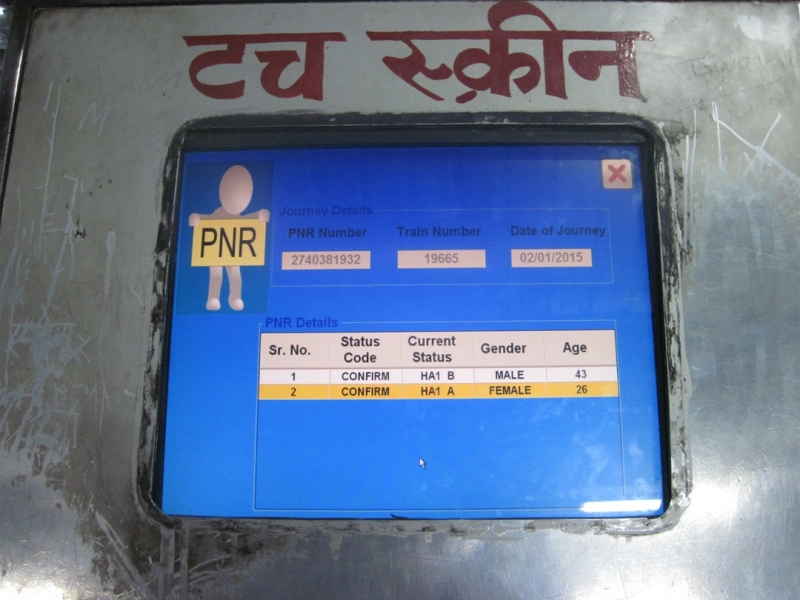 टच स्क्रीन
PNR
Journey Details
PNR Number Train Number Date of Journey
2740381932 19665 02/01/2015
PNR Details
Sr. No. Status Code Current Status Gender Age
1 CONFIRM HA1 B MALE 43
2 CONFIRM HA1 A FEMALE 26